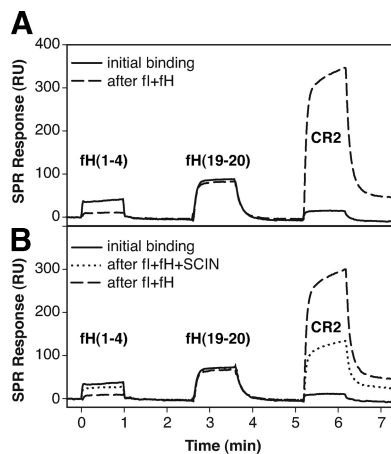 A
400
initial binding
after fI+fH
300
200
100
0
SPR Response (RU)
fH(1-4)
fH(19-20)
CR2
B
initial binding
after fI+fH+SCIN
after fI+fH
300
200
100
0
SPR Response (RU)
fH(1-4)
fH(19-20)
CR2
0 1 2 3 4 5 6 7
Time (min)